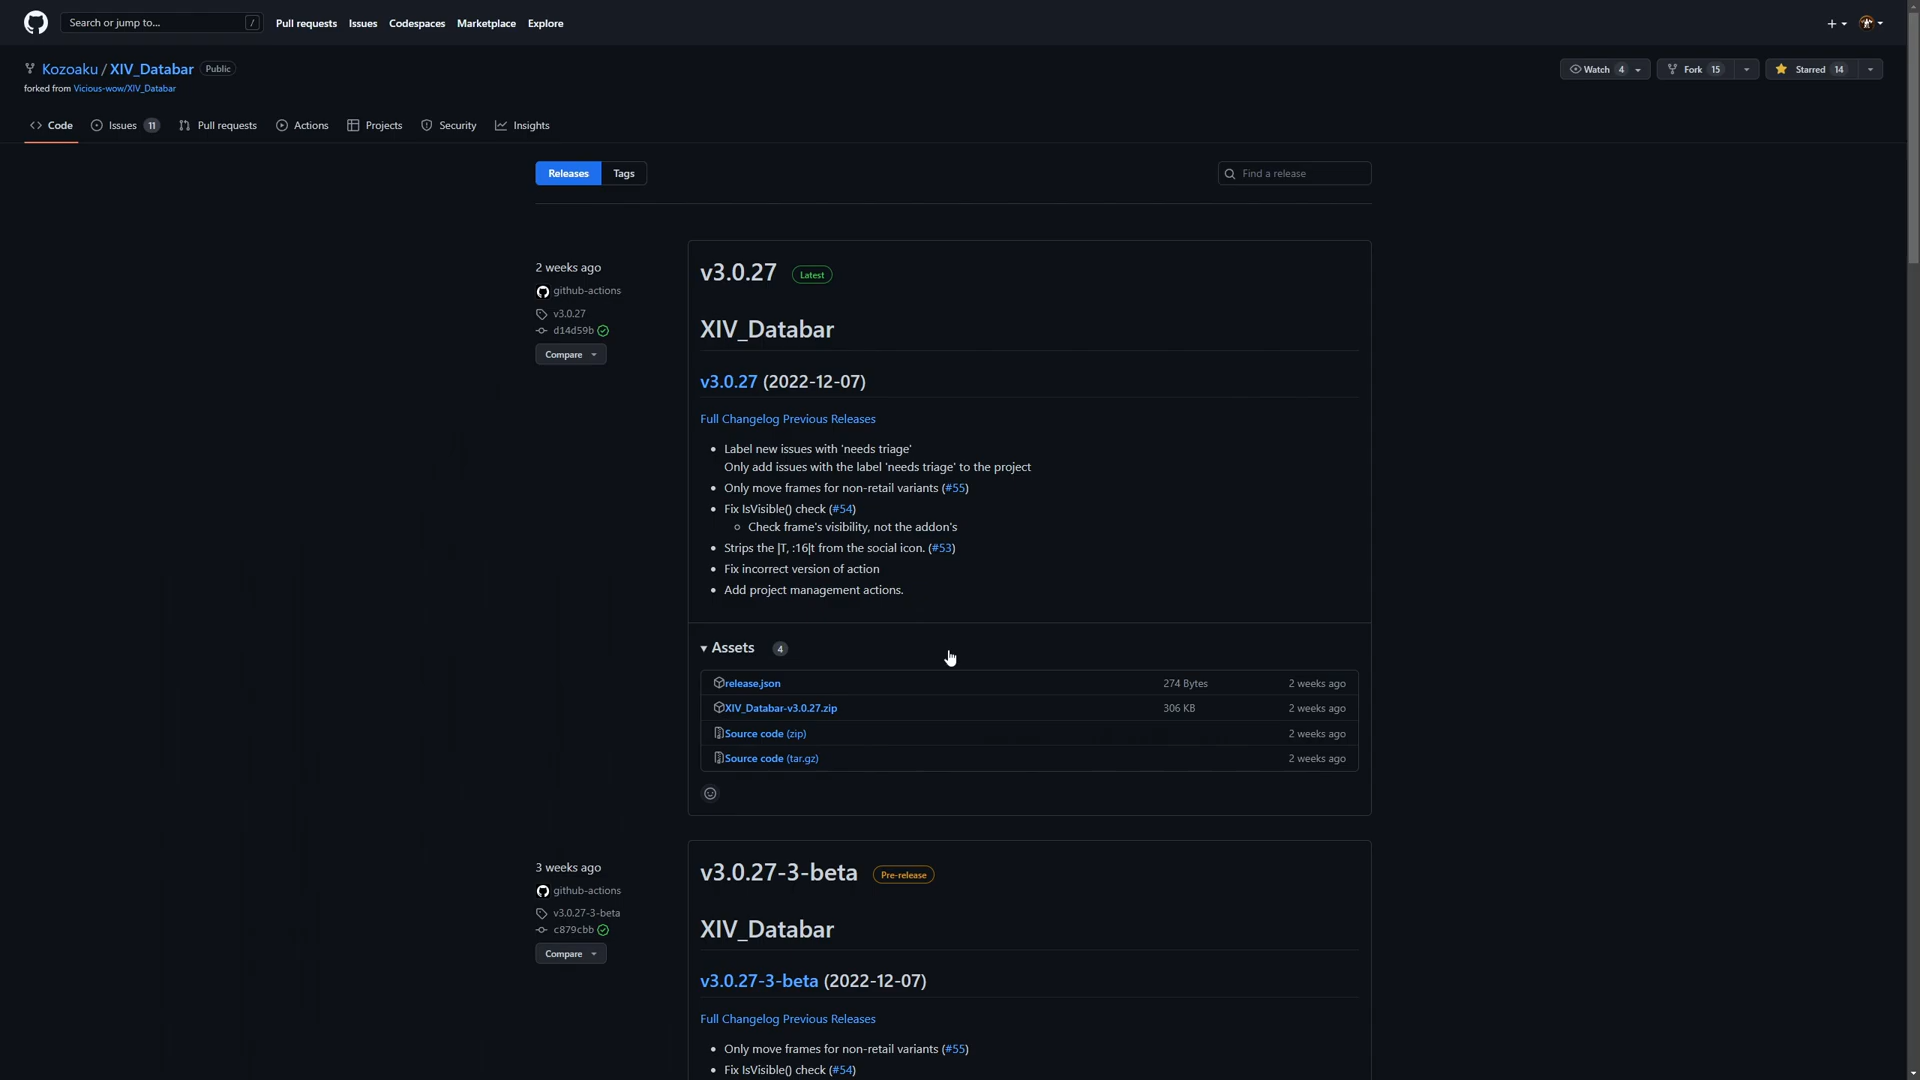 Search or jump to... /
Pull requests Issues Codespaces Marketplace Explore
Kozoaku / XIV_Databar Public
forked from Vicious-wow/XIV_Databar
Watch 4 Fork 15 Starred 14
Code Issues 11 Pull requests Actions Projects Security Insights
Releases Tags
Find a release
2 weeks ago
github-actions
v3.0.27
d14d59b
Compare
v3.0.27 Latest
XIV_Databar
v3.0.27 (2022-12-07)
Full Changelog Previous Releases
Label new issues with 'needs triage'
Only add issues with the label 'needs triage' to the project
Only move frames for non-retail variants (#55)
Fix IsVisible() check (#54)
Check frame's visibility, not the addon's
Strips the |T, :16|t from the social icon. (#53)
Fix incorrect version of action
Add project management actions.
Assets 4
release.json 274 Bytes 2 weeks ago
XIV_Databar-v3.0.27.zip 306 KB 2 weeks ago
Source code (zip) 2 weeks ago
Source code (tar.gz) 2 weeks ago
3 weeks ago
github-actions
v3.0.27-3-beta
c879cbb
Compare
v3.0.27-3-beta Pre-release
XIV_Databar
v3.0.27-3-beta (2022-12-07)
Full Changelog Previous Releases
Only move frames for non-retail variants (#55)
Fix IsVisible() check (#54)